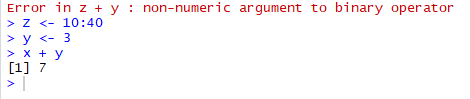 Error in z + y : non-numeric argument to binary operator
> z <- 10:40
> y <- 3
> x + y
[1] 7
>